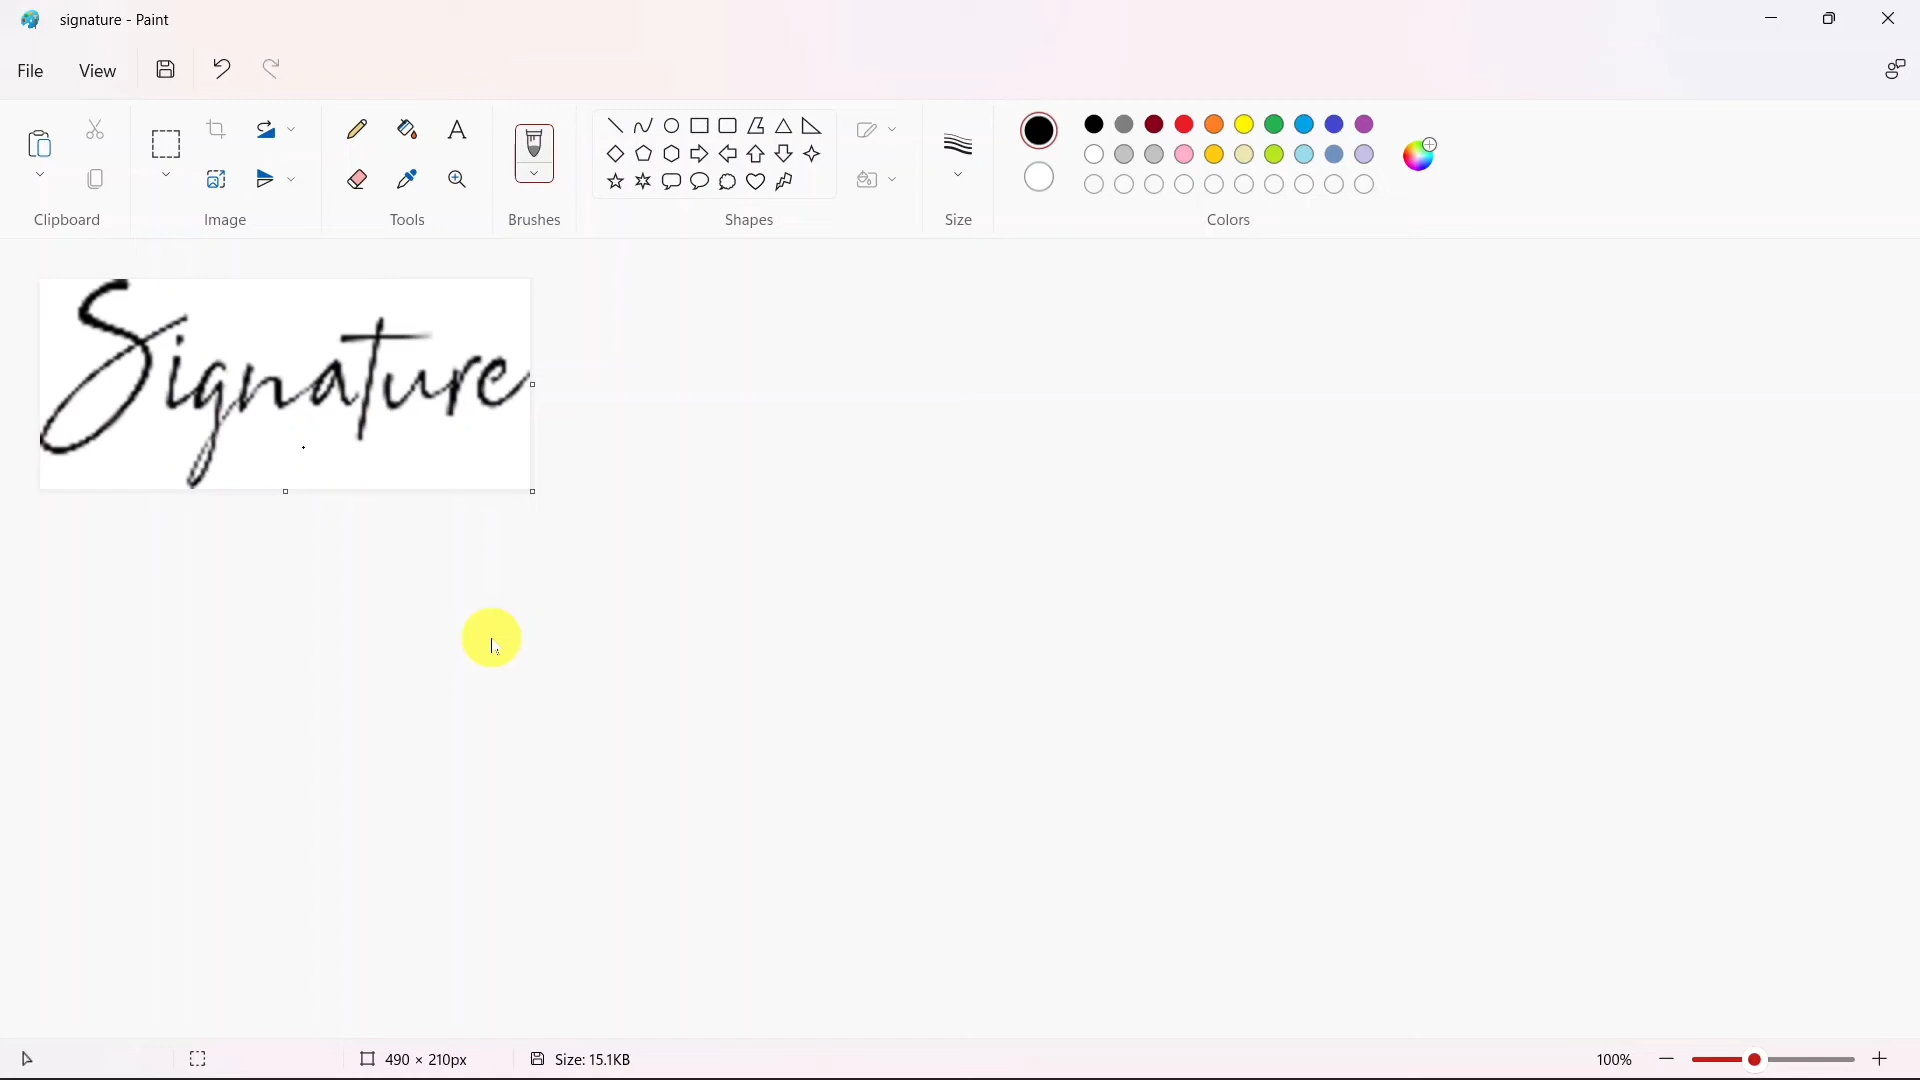 signature - Paint
File View
Clipboard
Image
Tools
Brushes
Shapes
Size
Colors
Signature
490 × 210px
Size: 15.1KB
100%